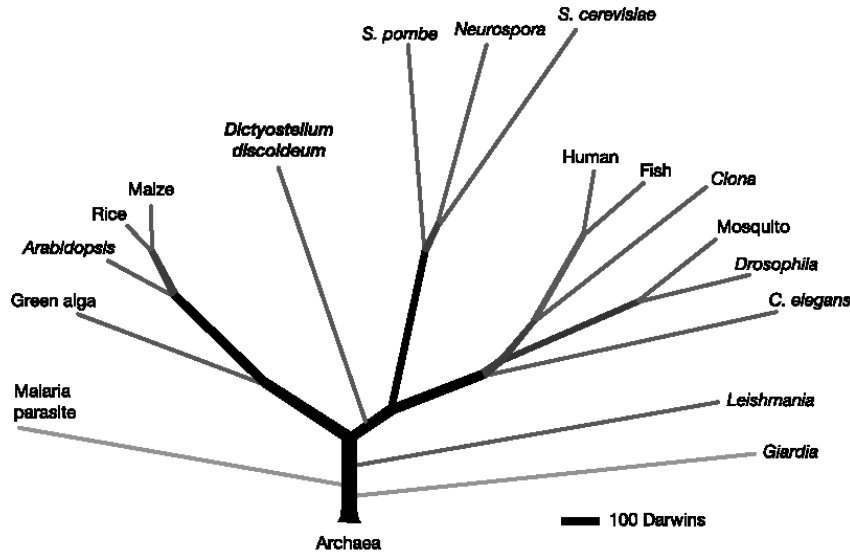 S. cerevisiae
S. pombe
Neurospora
Dictyostelium
discoideum
Human
Fish
Ciona
Maize
Rice
Mosquito
Arabidopsis
Drosophila
Green alga
C. elegans
Malaria
parasite
Leishmania
Giardia
100 Darwins
Archaea